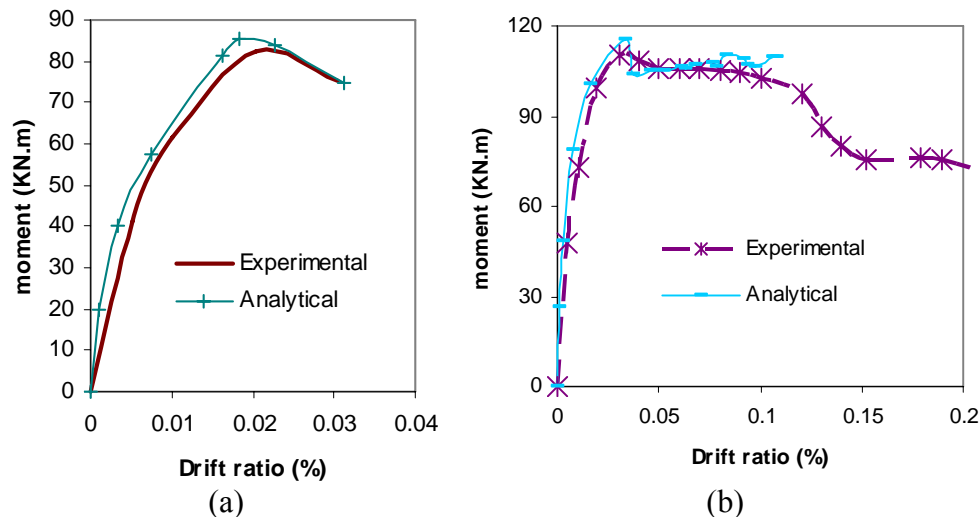 90
80
70
60
50
40
30
20
10
0
moment (KN.m)
Experimental
Analytical
0 0.01 0.02 0.03 0.04
Drift ratio (%)
(a)
120
90
60
30
0
moment (KN.m)
Experimental
Analytical
0 0.05 0.1 0.15 0.2
Drift ratio (%)
(b)